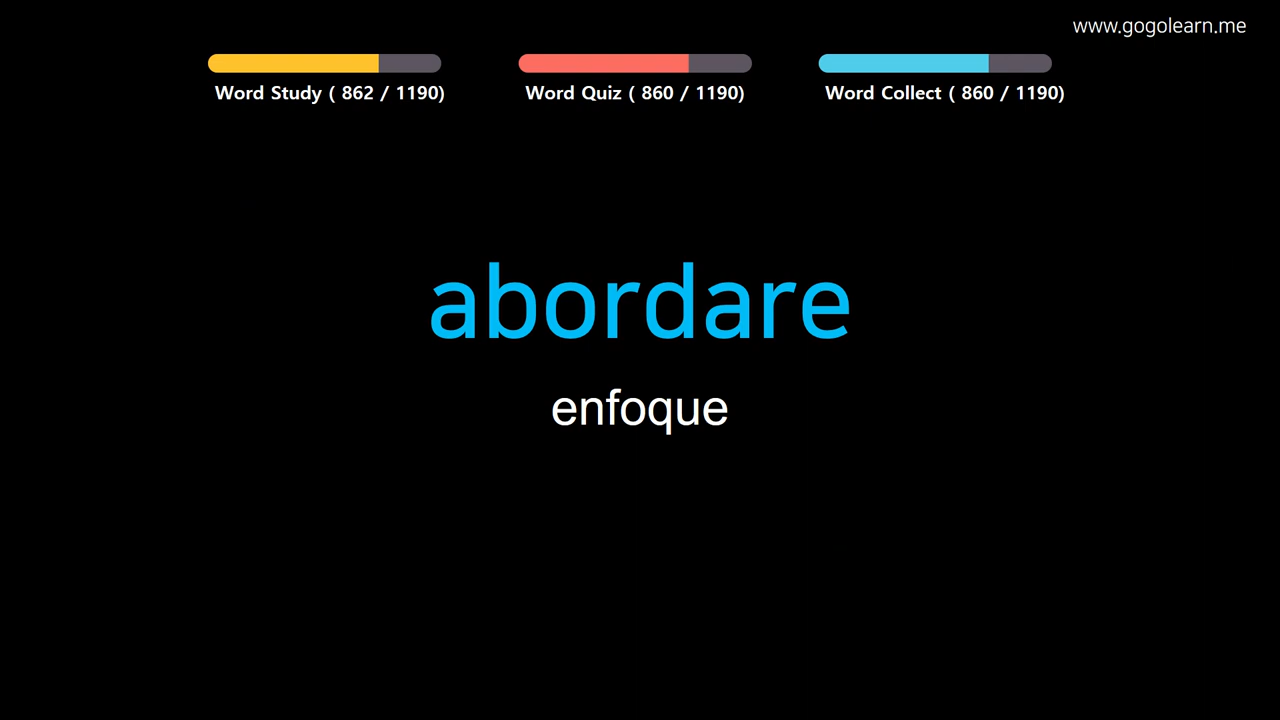 www.gogolearn.me
Word Study ( 862 / 1190)
Word Quiz ( 860 / 1190)
Word Collect ( 860 / 1190)
abordare
enfoque